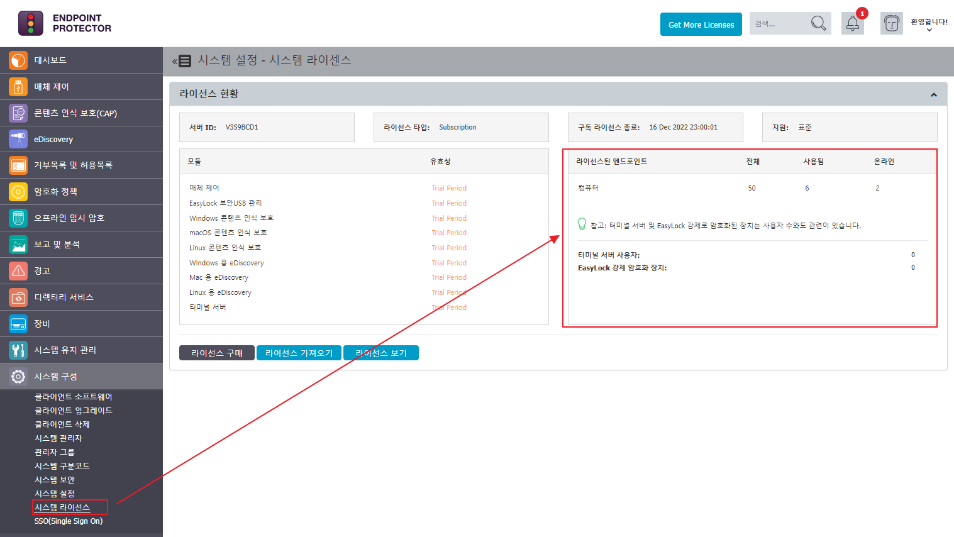 ENDPOINT
PROTECTOR
Get More Licenses
검색...
1
환영합니다!
대시보드
매체 제어
콘텐츠 인식 보호(CAP)
eDiscovery
거부목록 및 허용목록
암호화 정책
오프라인 임시 암호
보고 및 분석
경고
디렉터리 서비스
장비
시스템 유지 관리
시스템 구성
클라이언트 소프트웨어
클라이언트 업그레이드
클라이언트 삭제
시스템 관리자
관리자 그룹
시스템 구분코드
시스템 보안
시스템 설정
시스템 라이센스
SSO(Single Sign On)
« 시스템 설정 - 시스템 라이센스
라이센스 현황
서버 ID: V3S9BCD1
라이센스 타입: Subscription
구독 라이센스 종료: 16 Dec 2022 23:00:01
지원: 표준
모듈 유효성
매체 제어 Trial Period
EasyLock 보안USB 관리 Trial Period
Windows 콘텐츠 인식 보호 Trial Period
macOS 콘텐츠 인식 보호 Trial Period
Linux 콘텐츠 인식 보호 Trial Period
Windows 용 eDiscovery Trial Period
Mac 용 eDiscovery Trial Period
Linux 용 eDiscovery Trial Period
터미널 서버 Trial Period
라이센스된 엔드포인트 전체 사용됨 온라인
컴퓨터 50 6 2
참고: 터미널 서버 및 EasyLock 강제로 암호화된 장치는 사용자 수와도 관련이 있습니다.
터미널 서버 사용자: 0
EasyLock 강제 암호화 장치: 0
라이센스 구매
라이센스 가져오기
라이센스 보기